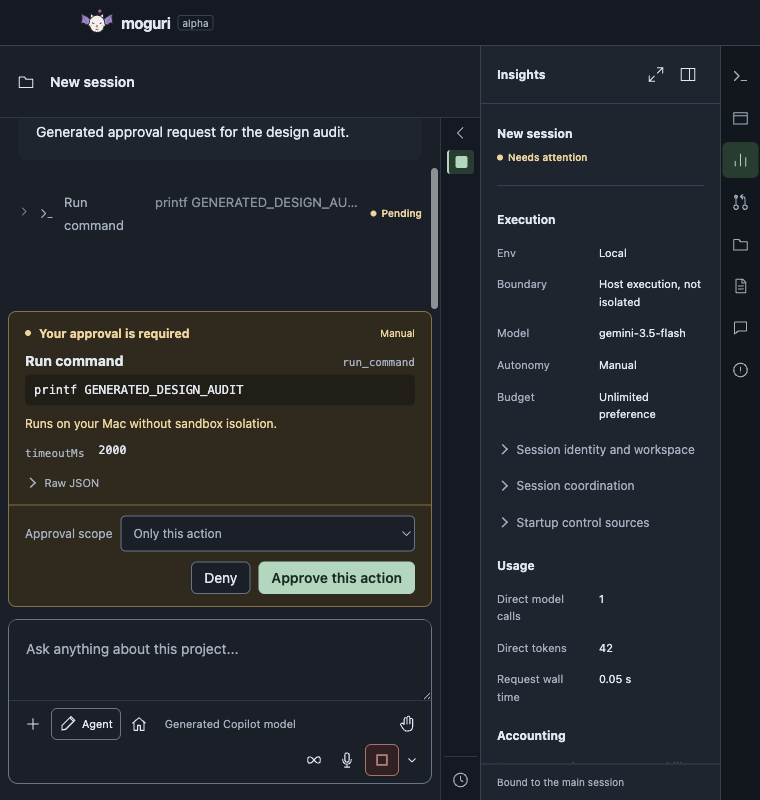 moguri alpha
New session
Generated approval request for the design audit.
Run command
printf GENERATED_DESIGN_AU...
Pending
Your approval is required
Manual
Run command
run_command
printf GENERATED_DESIGN_AUDIT
Runs on your Mac without sandbox isolation.
timeoutMs 2000
Raw JSON
Approval scope
Only this action
Deny
Approve this action
Ask anything about this project...
Agent
Generated Copilot model
Insights
New session
Needs attention
Execution
Env Local
Boundary Host execution, not
isolated
Model gemini-3.5-flash
Autonomy Manual
Budget Unlimited
preference
Session identity and workspace
Session coordination
Startup control sources
Usage
Direct model 1
calls
Direct tokens 42
Request wall 0.05 s
time
Accounting
Bound to the main session